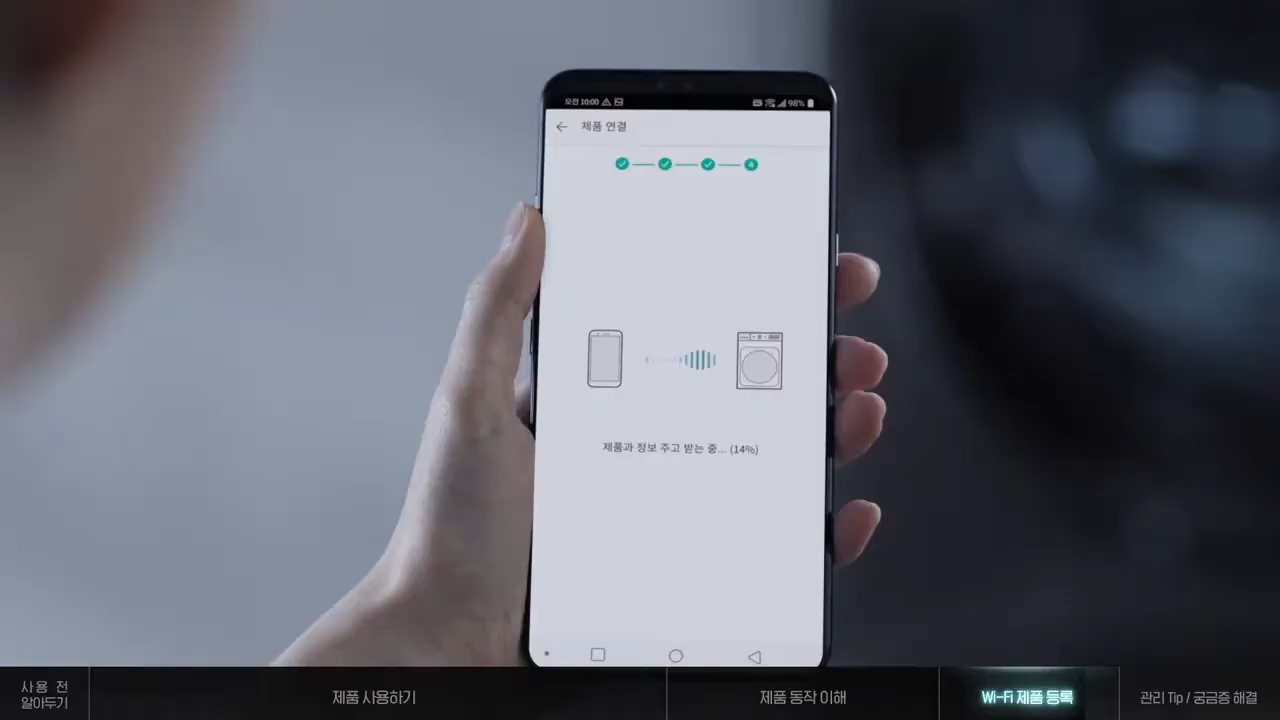 오전 10:00
98%
제품 연결
4
제품과 정보 주고 받는 중... (14%)
사용 전
알아두기
제품 사용하기
제품 동작 이해
Wi-Fi 제품 등록
관리 Tip / 궁금증 해결